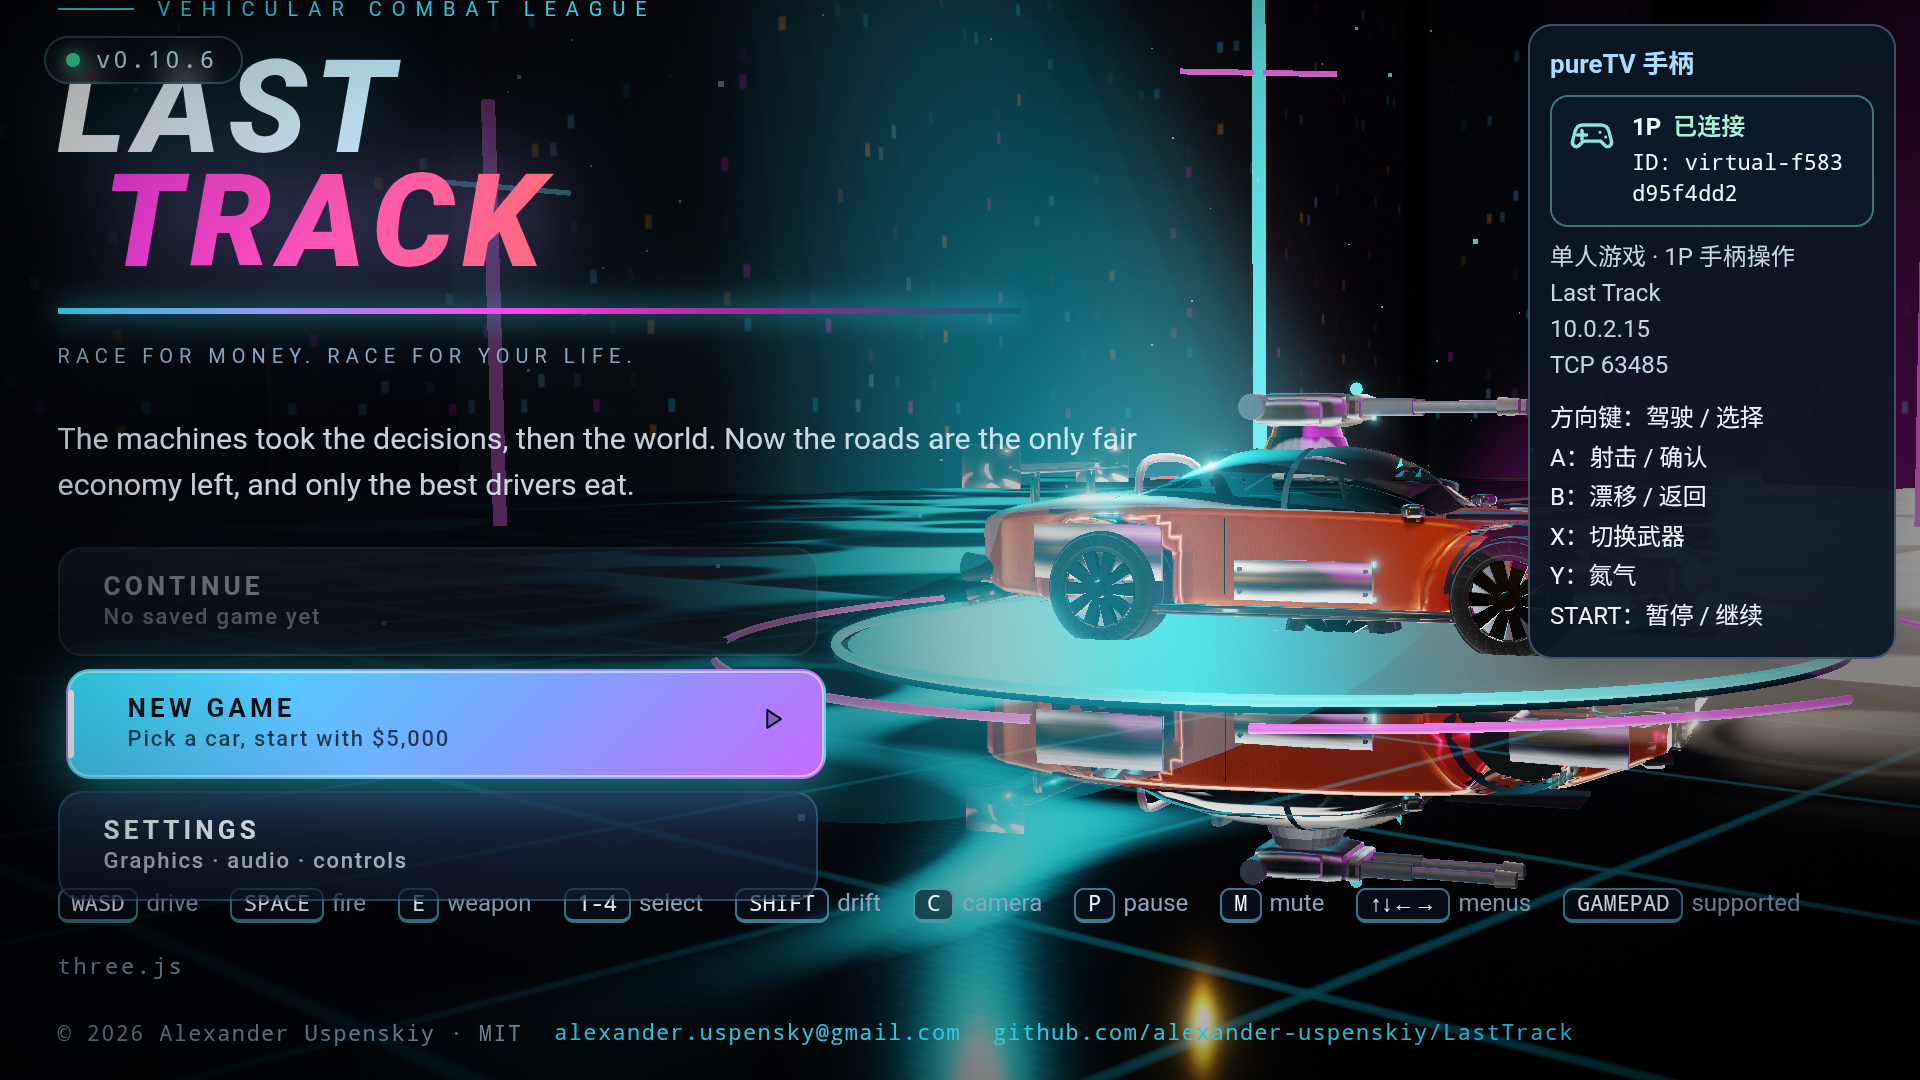 VEHICULAR COMBAT LEAGUE
v0.10.6
LAST
TRACK
RACE FOR MONEY. RACE FOR YOUR LIFE.
The machines took the decisions, then the world. Now the roads are the only fair
economy left, and only the best drivers eat.
CONTINUE
No saved game yet
NEW GAME
Pick a car, start with $5,000
SETTINGS
Graphics · audio · controls
WASD drive SPACE fire E weapon 1-4 select SHIFT drift C camera P pause M mute ↑↓←→ menus GAMEPAD supported
three.js
© 2026 Alexander Uspenskiy · MIT alexander.uspensky@gmail.com github.com/alexander-uspenskiy/LastTrack
pureTV 手柄
1P 已连接
ID: virtual-f583
d95f4dd2
单人游戏 · 1P 手柄操作
Last Track
10.0.2.15
TCP 63485
方向键：驾驶 / 选择
A：射击 / 确认
B：漂移 / 返回
X：切换武器
Y：氮气
START：暂停 / 继续